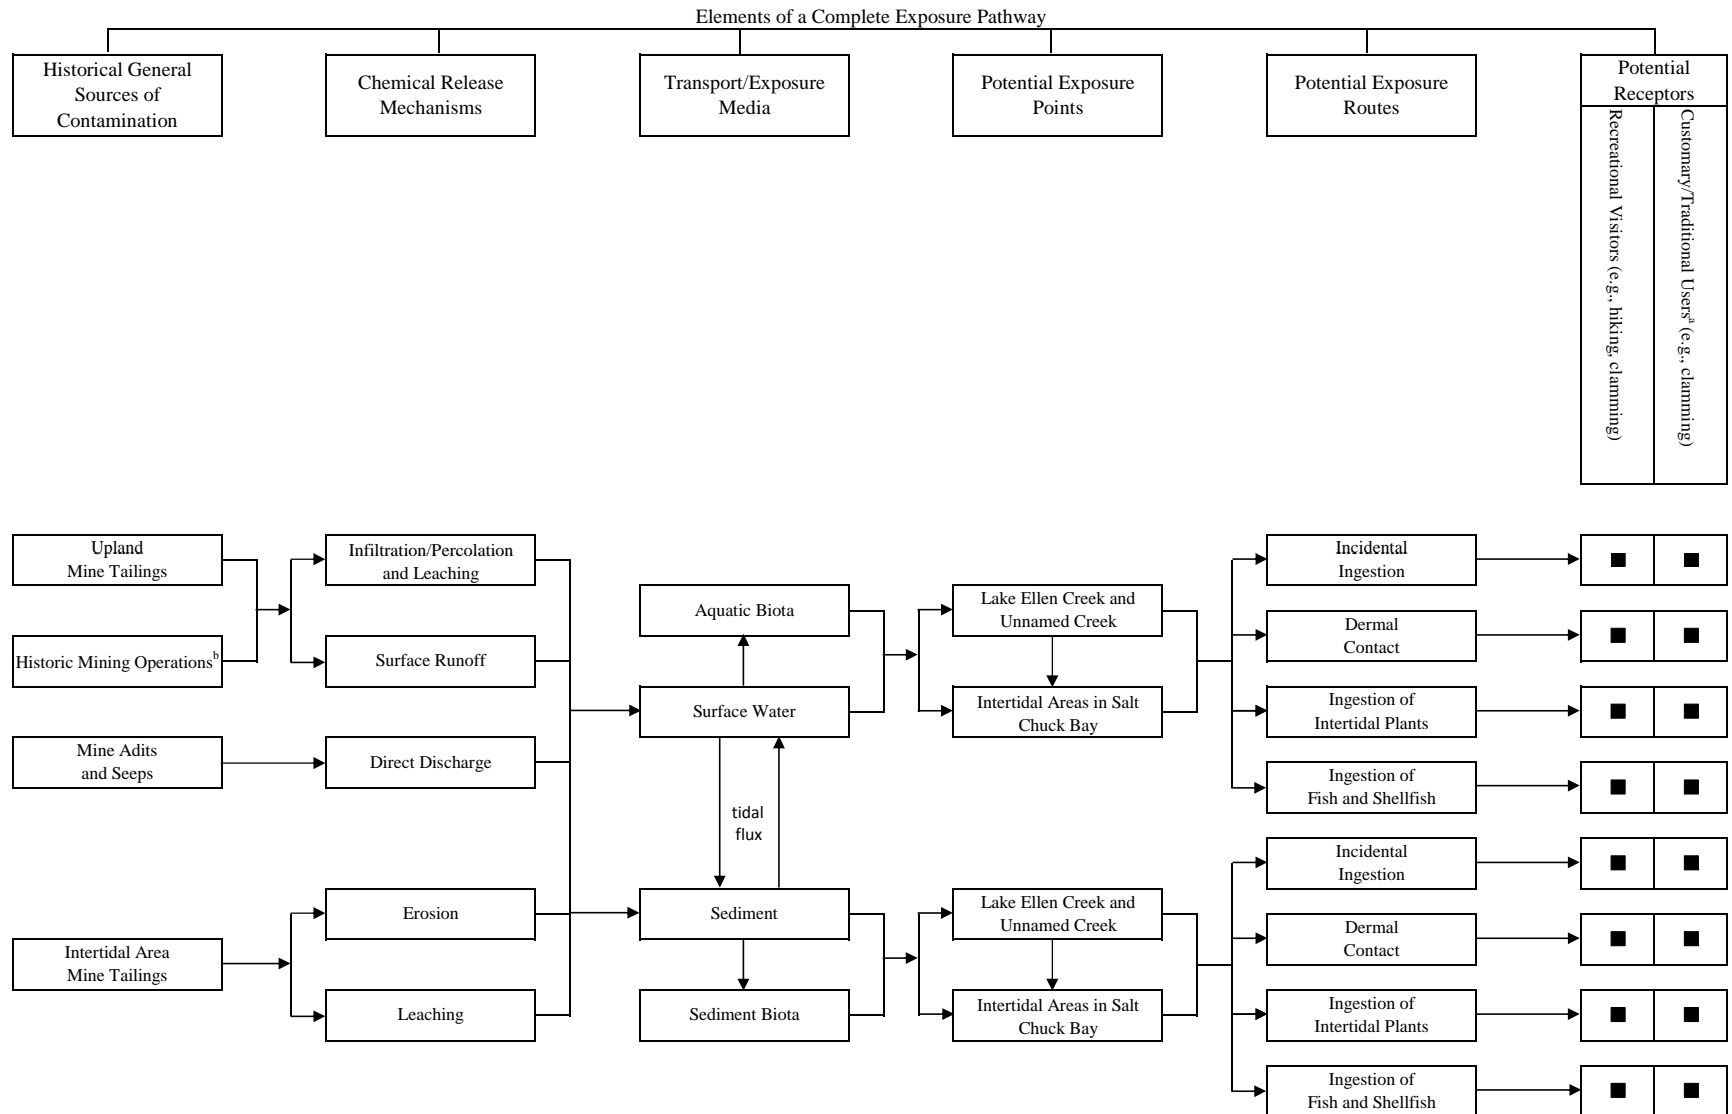 Elements of a Complete Exposure Pathway
Historical General
Sources of
Contamination
Chemical Release
Mechanisms
Transport/Exposure
Media
Potential Exposure
Points
Potential Exposure
Routes
Potential
Receptors
Recreational Visitors (e.g., hiking, clamming)
Customary/Traditional Users^a (e.g., clamming)
Upland
Mine Tailings
Historic Mining Operations^b
Mine Adits
and Seeps
Intertidal Area
Mine Tailings
Infiltration/Percolation
and Leaching
Surface Runoff
Direct Discharge
Erosion
Leaching
Aquatic Biota
Surface Water
tidal
flux
Sediment
Sediment Biota
Lake Ellen Creek and
Unnamed Creek
Intertidal Areas in Salt
Chuck Bay
Lake Ellen Creek and
Unnamed Creek
Intertidal Areas in Salt
Chuck Bay
Incidental
Ingestion
Dermal
Contact
Ingestion of
Intertidal Plants
Ingestion of
Fish and Shellfish
Incidental
Ingestion
Dermal
Contact
Ingestion of
Intertidal Plants
Ingestion of
Fish and Shellfish